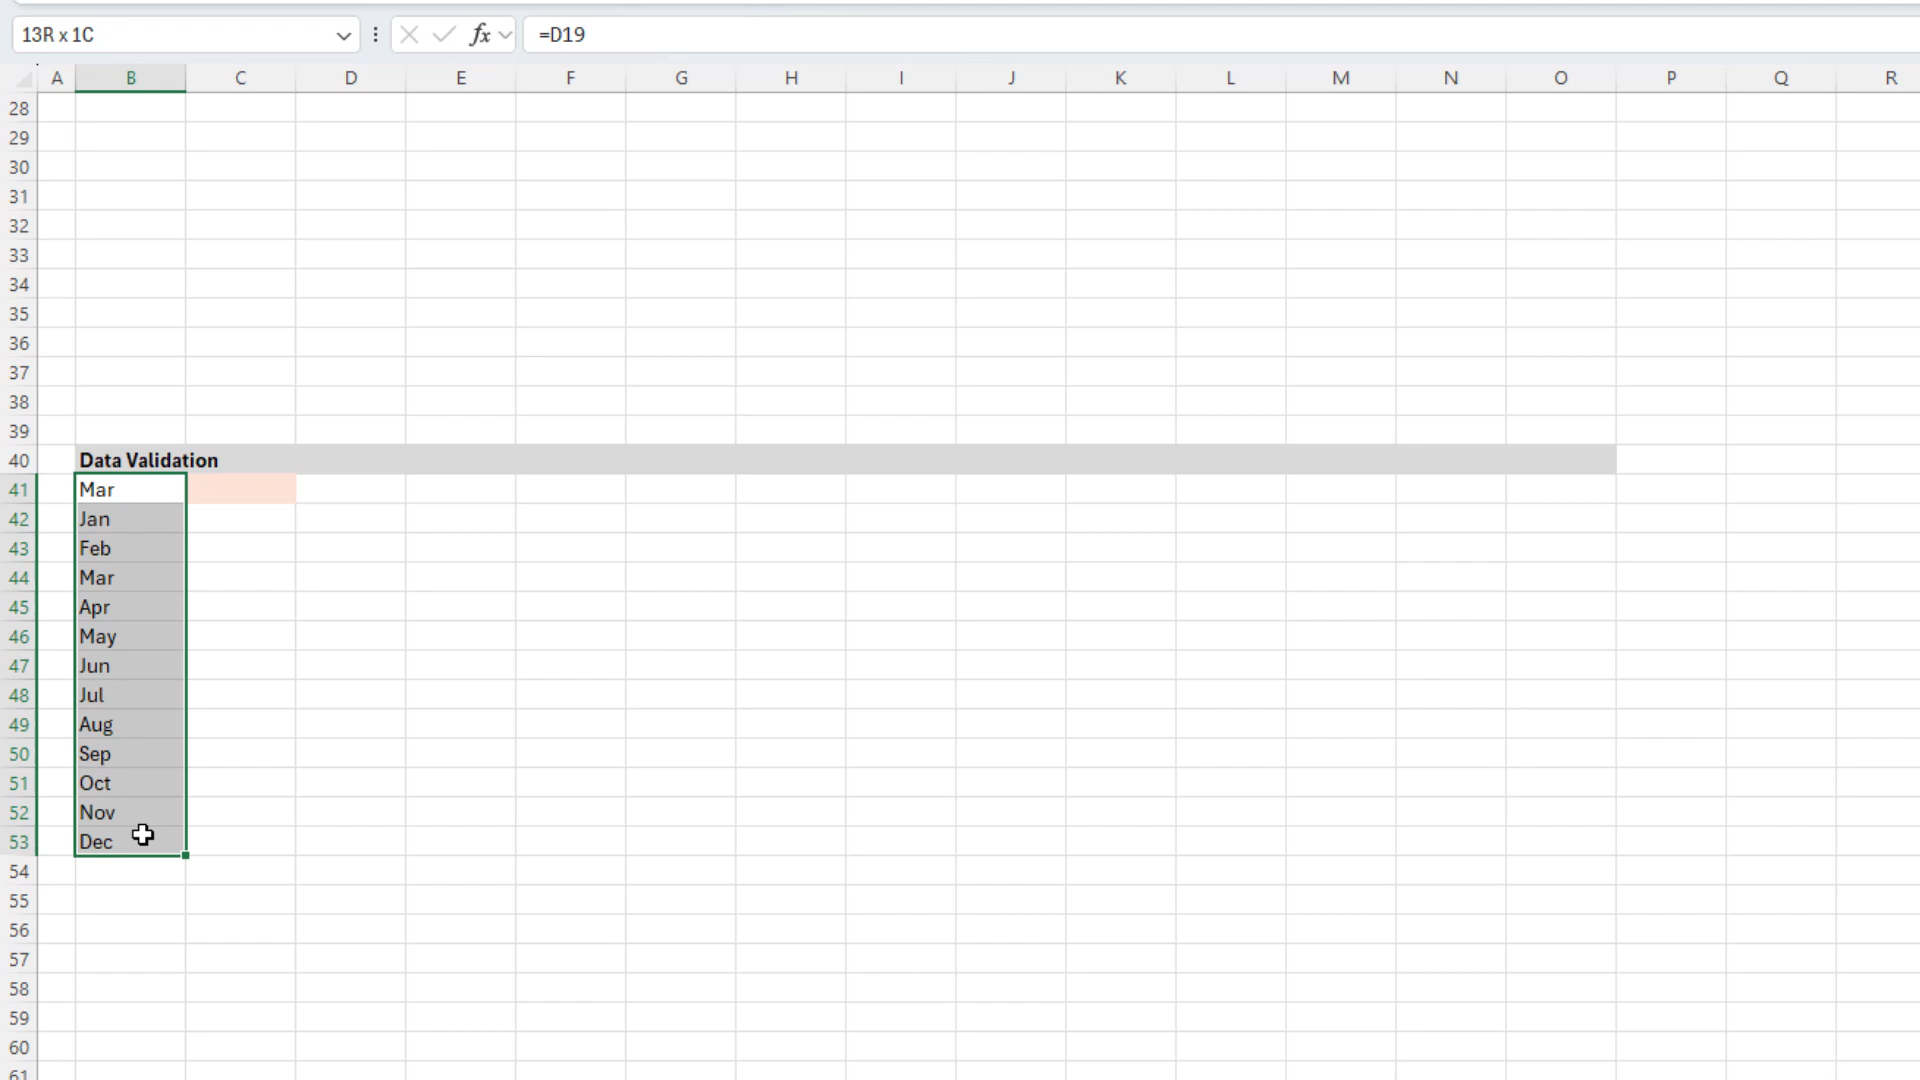 13R x 1C fx =D19
A B C D E F G H I J K L M N O P Q R
28
29
30
31
32
33
34
35
36
37
38
39
40 Data Validation
41 Mar
42 Jan
43 Feb
44 Mar
45 Apr
46 May
47 Jun
48 Jul
49 Aug
50 Sep
51 Oct
52 Nov
53 Dec
54
55
56
57
58
59
60
61